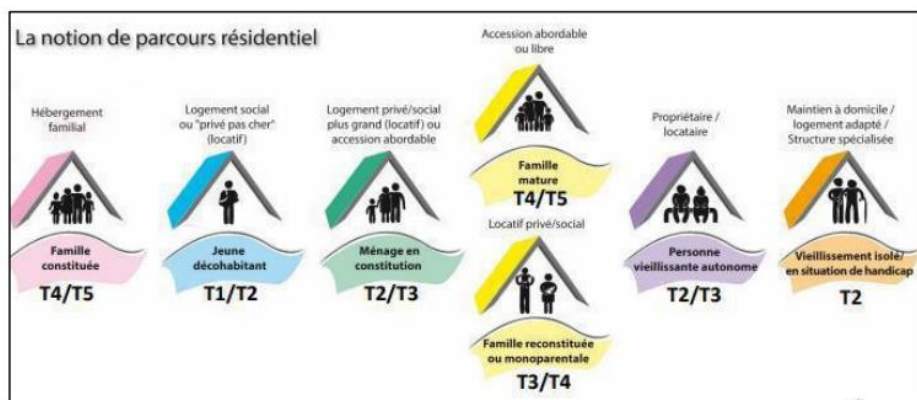 La notion de parcours résidentiel
Hébergement
familial
Famille
constituée
T4/T5
Logement social
ou "privé pas cher"
(locatif)
Jeune
décohabitant
T1/T2
Logement privé/social
plus grand (locatif) ou
accession abordable
Ménage en
constitution
T2/T3
Accession abordable
ou libre
Famille
mature
T4/T5
Locatif privé/social
Famille reconstituée
ou monoparentale
T3/T4
Propriétaire /
locataire
Personne
vieillissante autonome
T2/T3
Maintien à domicile /
logement adapté /
Structure spécialisée
Vieillissement isolé/
en situation de handicap
T2